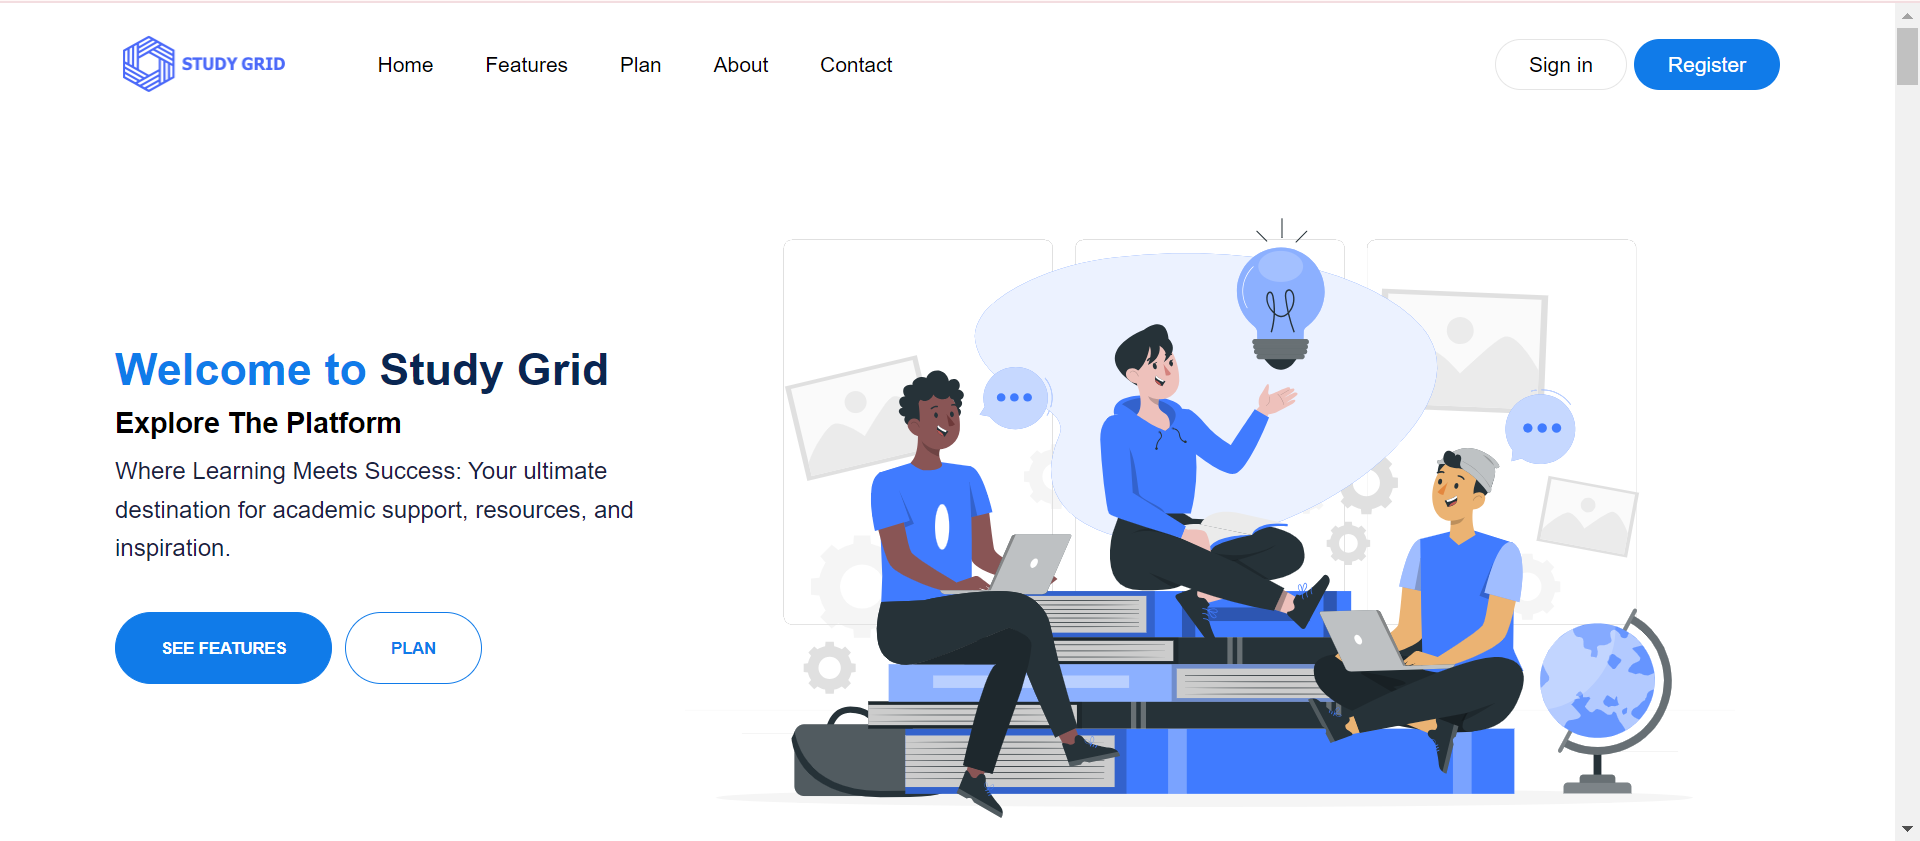 STUDY GRID
Home
Features
Plan
About
Contact
Sign in
Register
Welcome to Study Grid
Explore The Platform
Where Learning Meets Success: Your ultimate
destination for academic support, resources, and
inspiration.
SEE FEATURES
PLAN